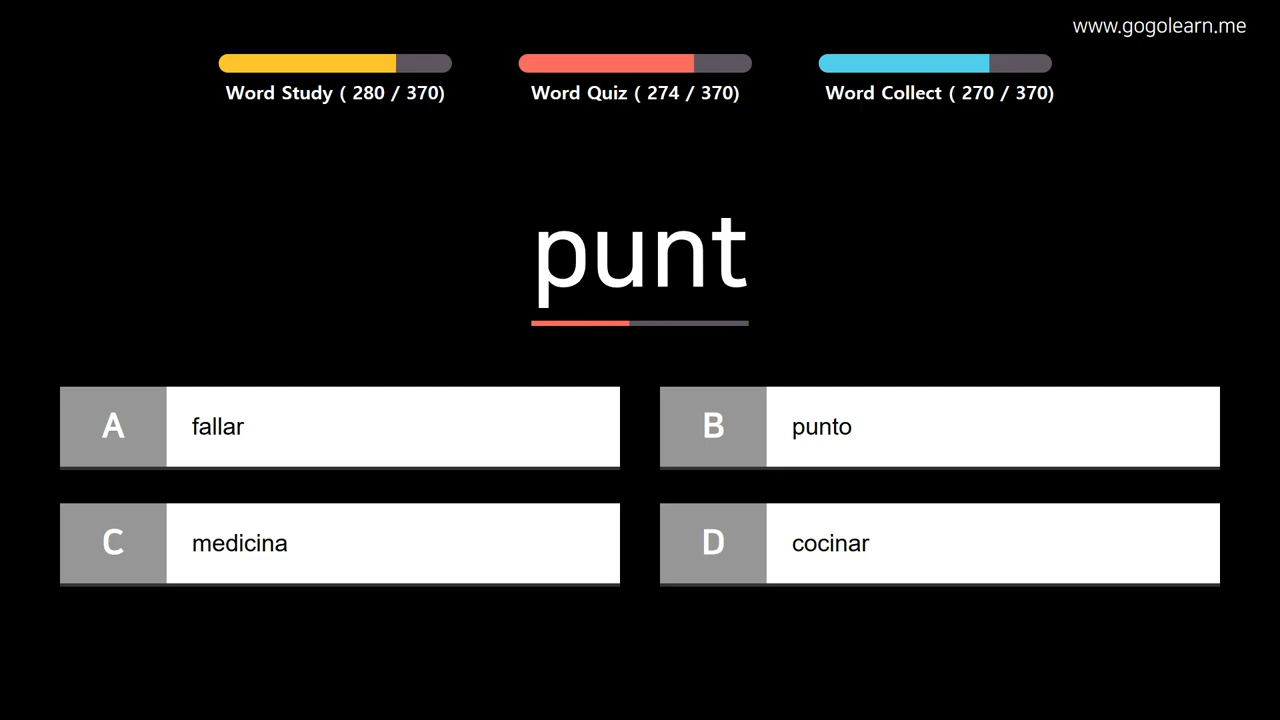 www.gogolearn.me
Word Study ( 280 / 370)
Word Quiz ( 274 / 370)
Word Collect ( 270 / 370)
punt
A fallar
B punto
C medicina
D cocinar